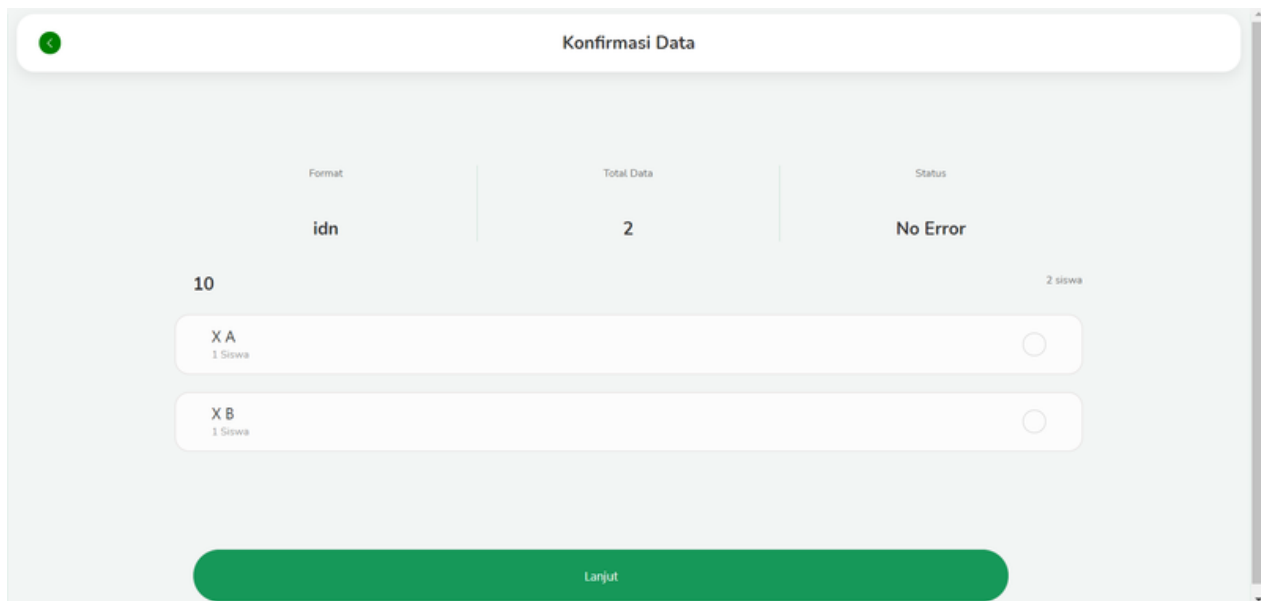 Konfirmasi Data
Format
Total Data
Status
idn
2
No Error
10
2 siswa
X A
1 Siswa
X B
1 Siswa
Lanjut